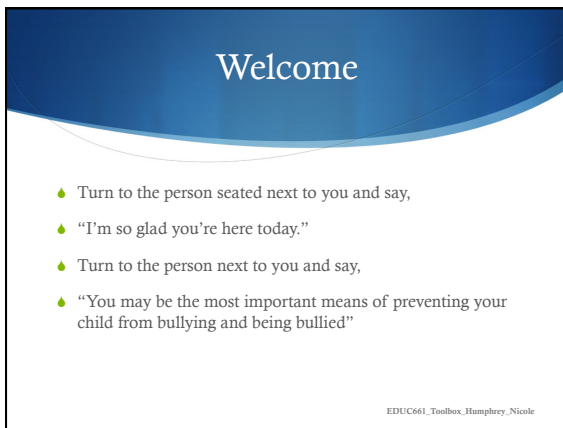 Welcome
Turn to the person seated next to you and say,
“I’m so glad you’re here today.”
Turn to the person next to you and say,
“You may be the most important means of preventing your
child from bullying and being bullied”
EDUC661_Toolbox_Humphrey_Nicole